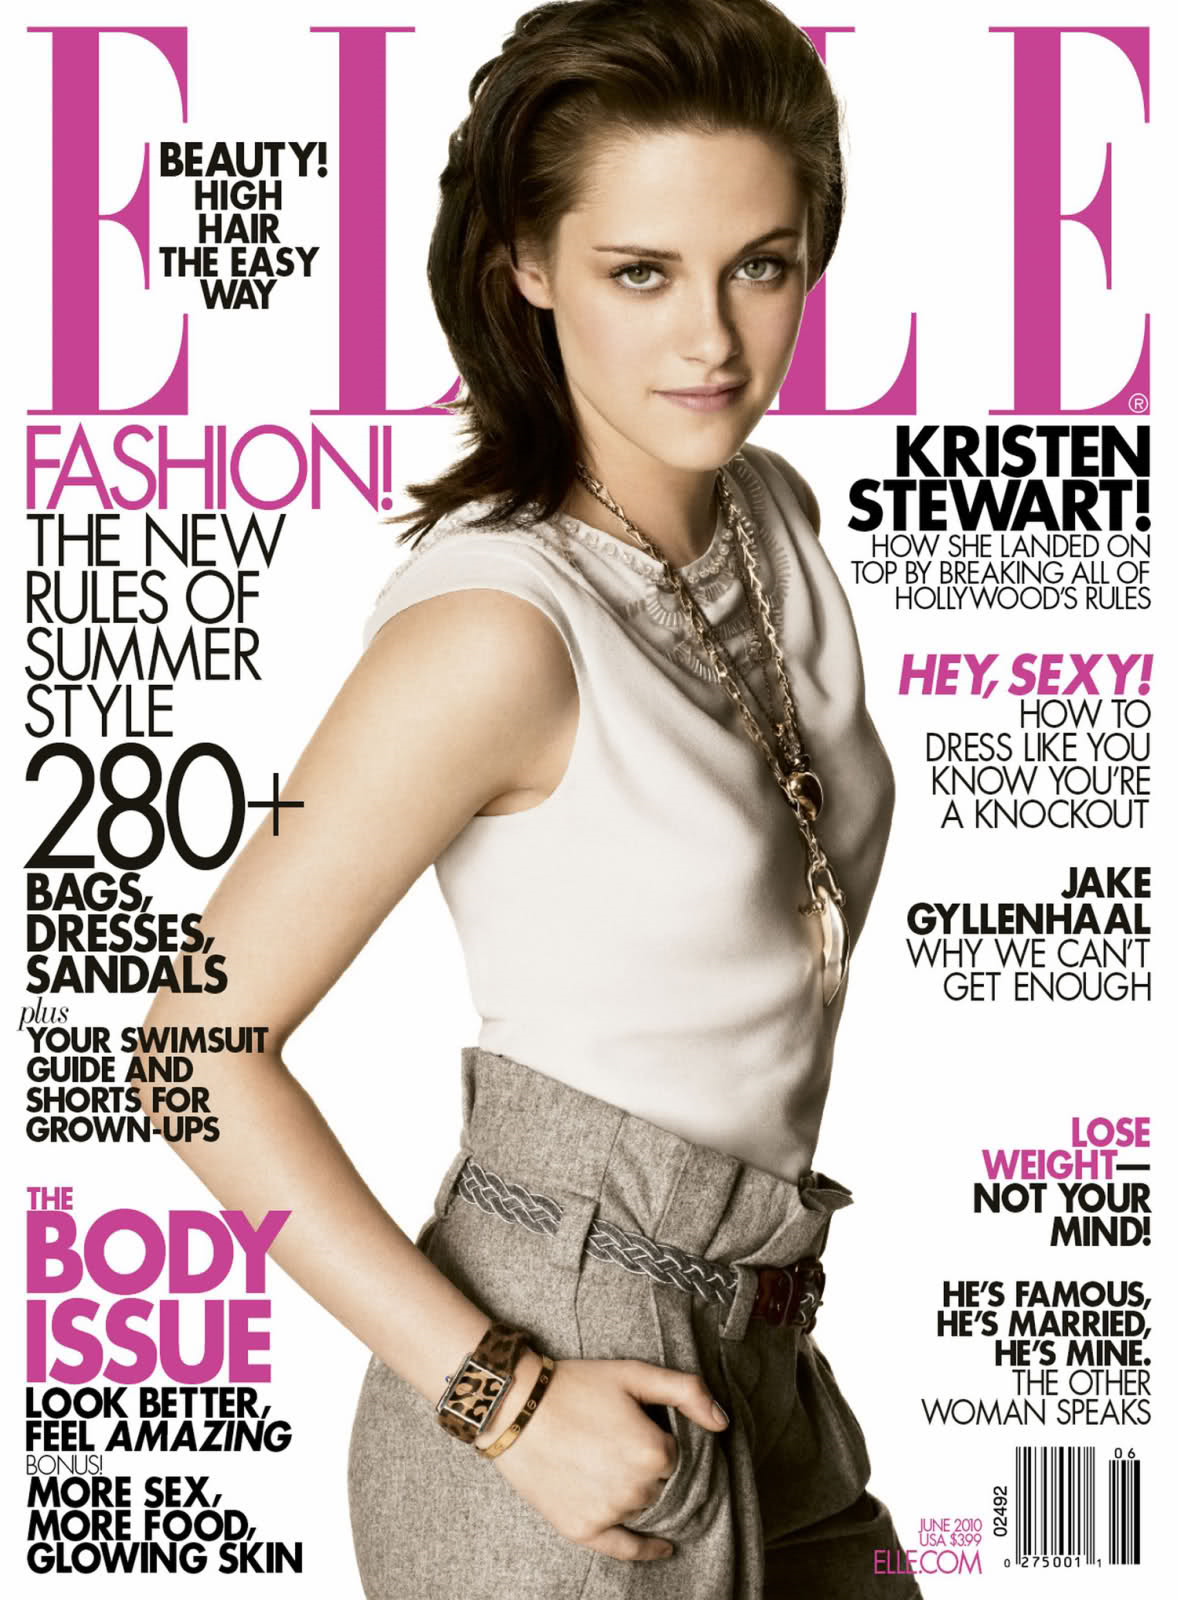 ELLE
®
BEAUTY!
HIGH
HAIR
THE EASY
WAY
FASHION!
THE NEW
RULES OF
SUMMER
STYLE
280+
BAGS,
DRESSES,
SANDALS
plus
YOUR SWIMSUIT
GUIDE AND
SHORTS FOR
GROWN-UPS
THE
BODY
ISSUE
LOOK BETTER,
FEEL AMAZING
BONUS!
MORE SEX,
MORE FOOD,
GLOWING SKIN
KRISTEN
STEWART!
HOW SHE LANDED ON
TOP BY BREAKING ALL OF
HOLLYWOOD'S RULES
HEY, SEXY!
HOW TO
DRESS LIKE YOU
KNOW YOU'RE
A KNOCKOUT
JAKE
GYLLENHAAL
WHY WE CAN'T
GET ENOUGH
LOSE
WEIGHT—
NOT YOUR
MIND!
HE'S FAMOUS,
HE'S MARRIED,
HE'S MINE.
THE OTHER
WOMAN SPEAKS
JUNE 2010
USA $3.99
ELLE.COM
02492
06
0 275001 1